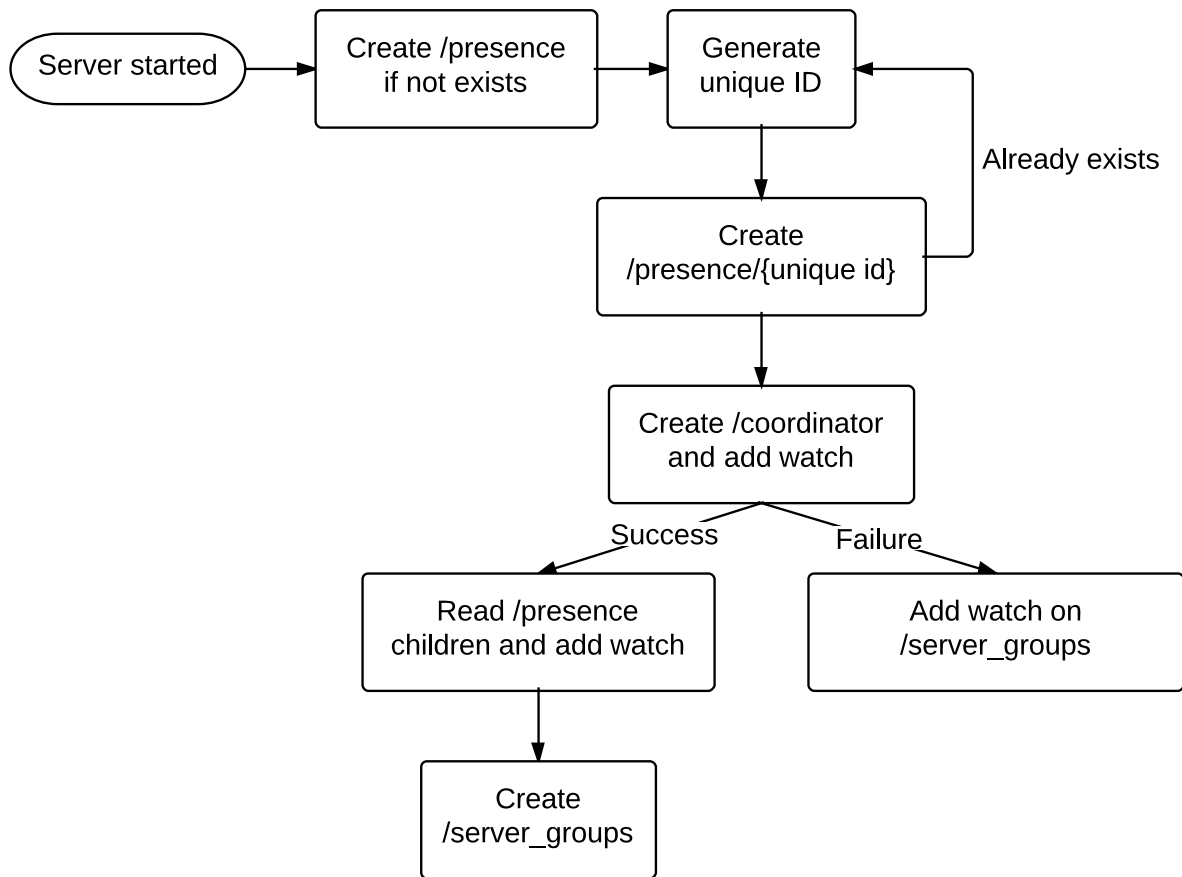 Server started
Create /presence
if not exists
Generate
unique ID
Already exists
Create
/presence/{unique id}
Create /coordinator
and add watch
Success
Failure
Read /presence
children and add watch
Add watch on
/server_groups
Create
/server_groups